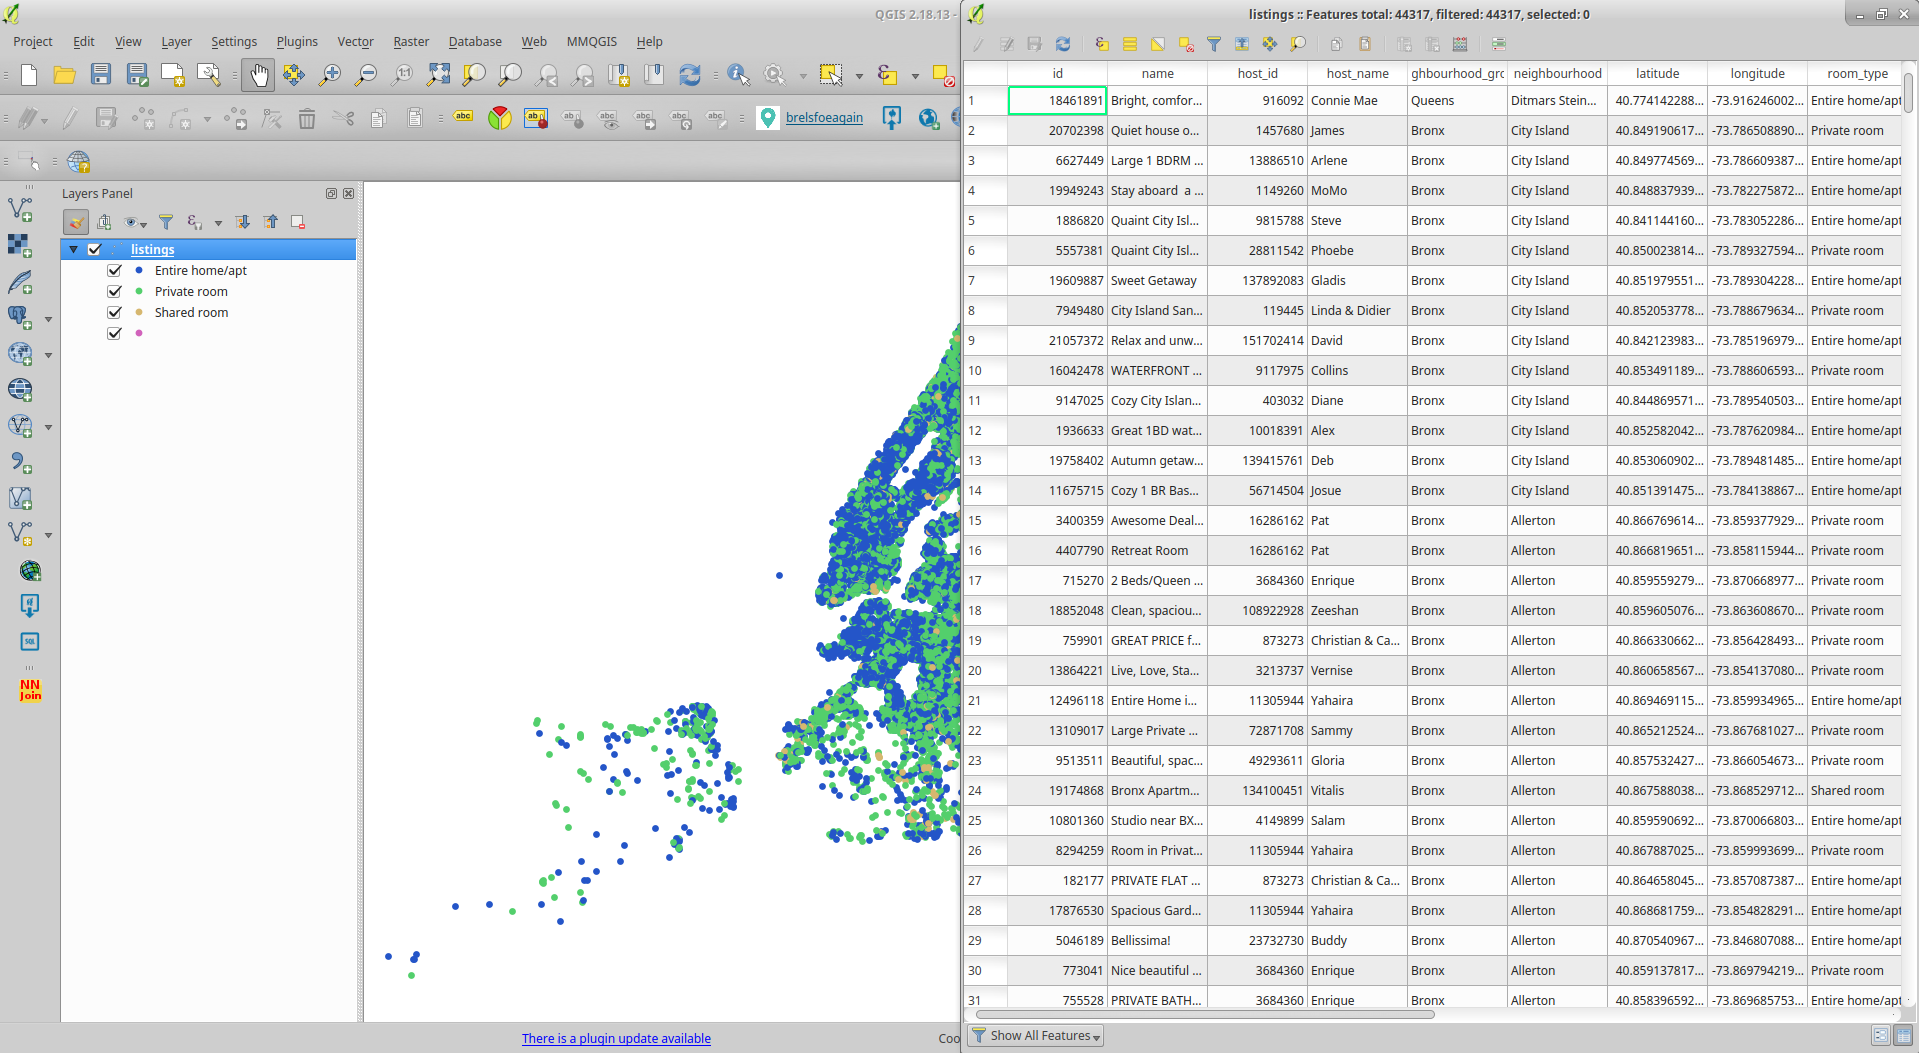 QGIS 2.18.13 -
Project Edit View Layer Settings Plugins Vector Raster Database Web MMQGIS Help
abc abc abc abc abc abc abc abc brelsfoeagain
Layers Panel
listings
Entire home/apt
Private room
Shared room
SQL
NN
Join
There is a plugin update available
Coo
listings :: Features total: 44317, filtered: 44317, selected: 0
id name host_id host_name ghbourhood_grc neighbourhood latitude longitude room_type
1 18461891 Bright, comfor... 916092 Connie Mae Queens Ditmars Stein... 40.774142288... -73.916246002... Entire home/apt
2 20702398 Quiet house o... 1457680 James Bronx City Island 40.849190617... -73.786508890... Private room
3 6627449 Large 1 BDRM ... 13886510 Arlene Bronx City Island 40.849774569... -73.786609387... Entire home/apt
4 19949243 Stay aboard a ... 1149260 MoMo Bronx City Island 40.848837939... -73.782275872... Entire home/apt
5 1886820 Quaint City Isl... 9815788 Steve Bronx City Island 40.841144160... -73.783052286... Entire home/apt
6 5557381 Quaint City Isl... 28811542 Phoebe Bronx City Island 40.850023814... -73.789327594... Private room
7 19609887 Sweet Getaway 137892083 Gladis Bronx City Island 40.851979551... -73.789304228... Entire home/apt
8 7949480 City Island San... 119445 Linda & Didier Bronx City Island 40.852053778... -73.788679634... Private room
9 21057372 Relax and unw... 151702414 David Bronx City Island 40.842123983... -73.785196979... Entire home/apt
10 16042478 WATERFRONT ... 9117975 Collins Bronx City Island 40.853491189... -73.788606593... Private room
11 9147025 Cozy City Islan... 403032 Diane Bronx City Island 40.844869571... -73.789540503... Entire home/apt
12 1936633 Great 1BD wat... 10018391 Alex Bronx City Island 40.852582042... -73.787620984... Entire home/apt
13 19758402 Autumn getaw... 139415761 Deb Bronx City Island 40.853060902... -73.789481485... Entire home/apt
14 11675715 Cozy 1 BR Bas... 56714504 Josue Bronx City Island 40.851391475... -73.784138867... Entire home/apt
15 3400359 Awesome Deal... 16286162 Pat Bronx Allerton 40.866769614... -73.859377929... Private room
16 4407790 Retreat Room 16286162 Pat Bronx Allerton 40.866819651... -73.858115944... Private room
17 715270 2 Beds/Queen ... 3684360 Enrique Bronx Allerton 40.859559279... -73.870668977... Private room
18 18852048 Clean, spaciou... 108922928 Zeeshan Bronx Allerton 40.859605076... -73.863608670... Private room
19 759901 GREAT PRICE f... 873273 Christian & Ca... Bronx Allerton 40.866330662... -73.856428493... Private room
20 13864221 Live, Love, Sta... 3213737 Vernise Bronx Allerton 40.860658567... -73.854137080... Private room
21 12496118 Entire Home i... 11305944 Yahaira Bronx Allerton 40.869469115... -73.859934965... Entire home/apt
22 13109017 Large Private ... 72871708 Sammy Bronx Allerton 40.865212524... -73.867681027... Private room
23 9513511 Beautiful, spac... 49293611 Gloria Bronx Allerton 40.857532427... -73.866054673... Private room
24 19174868 Bronx Apartm... 134100451 Vitalis Bronx Allerton 40.867588038... -73.868529712... Shared room
25 10801360 Studio near BX... 4149899 Salam Bronx Allerton 40.859590692... -73.870066803... Entire home/apt
26 8294259 Room in Privat... 11305944 Yahaira Bronx Allerton 40.867887025... -73.859993699... Private room
27 182177 PRIVATE FLAT ... 873273 Christian & Ca... Bronx Allerton 40.864658045... -73.857087387... Entire home/apt
28 17876530 Spacious Gard... 11305944 Yahaira Bronx Allerton 40.868681759... -73.854828291... Entire home/apt
29 5046189 Bellissima! 23732730 Buddy Bronx Allerton 40.870540967... -73.846807088... Entire home/apt
30 773041 Nice beautiful ... 3684360 Enrique Bronx Allerton 40.859137817... -73.869794219... Private room
31 755528 PRIVATE BATH... 3684360 Enrique Bronx Allerton 40.858396592... -73.869685753... Entire home/apt
Show All Features